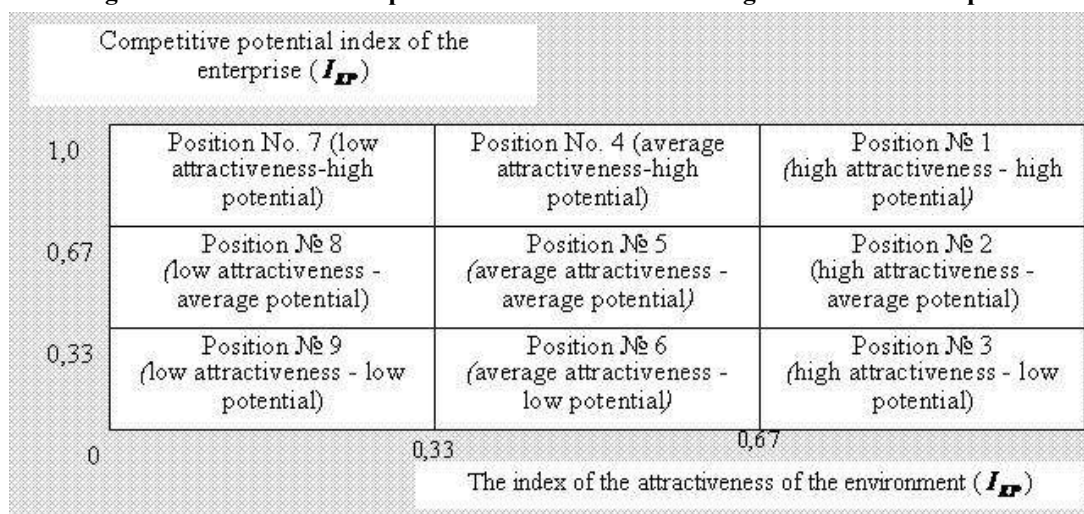 Competitive potential index of the
enterprise (I_EP)
1,0
Position No. 7 (low
attractiveness-high
potential)
Position No. 4 (average
attractiveness-high
potential)
Position № 1
(high attractiveness - high
potential)
0,67
Position № 8
(low attractiveness -
average potential)
Position № 5
(average attractiveness -
average potential)
Position № 2
(high attractiveness -
average potential)
0,33
Position № 9
(low attractiveness - low
potential)
Position № 6
(average attractiveness -
low potential)
Position № 3
(high attractiveness - low
potential)
0
0,33
0,67
The index of the attractiveness of the environment (I_EP)